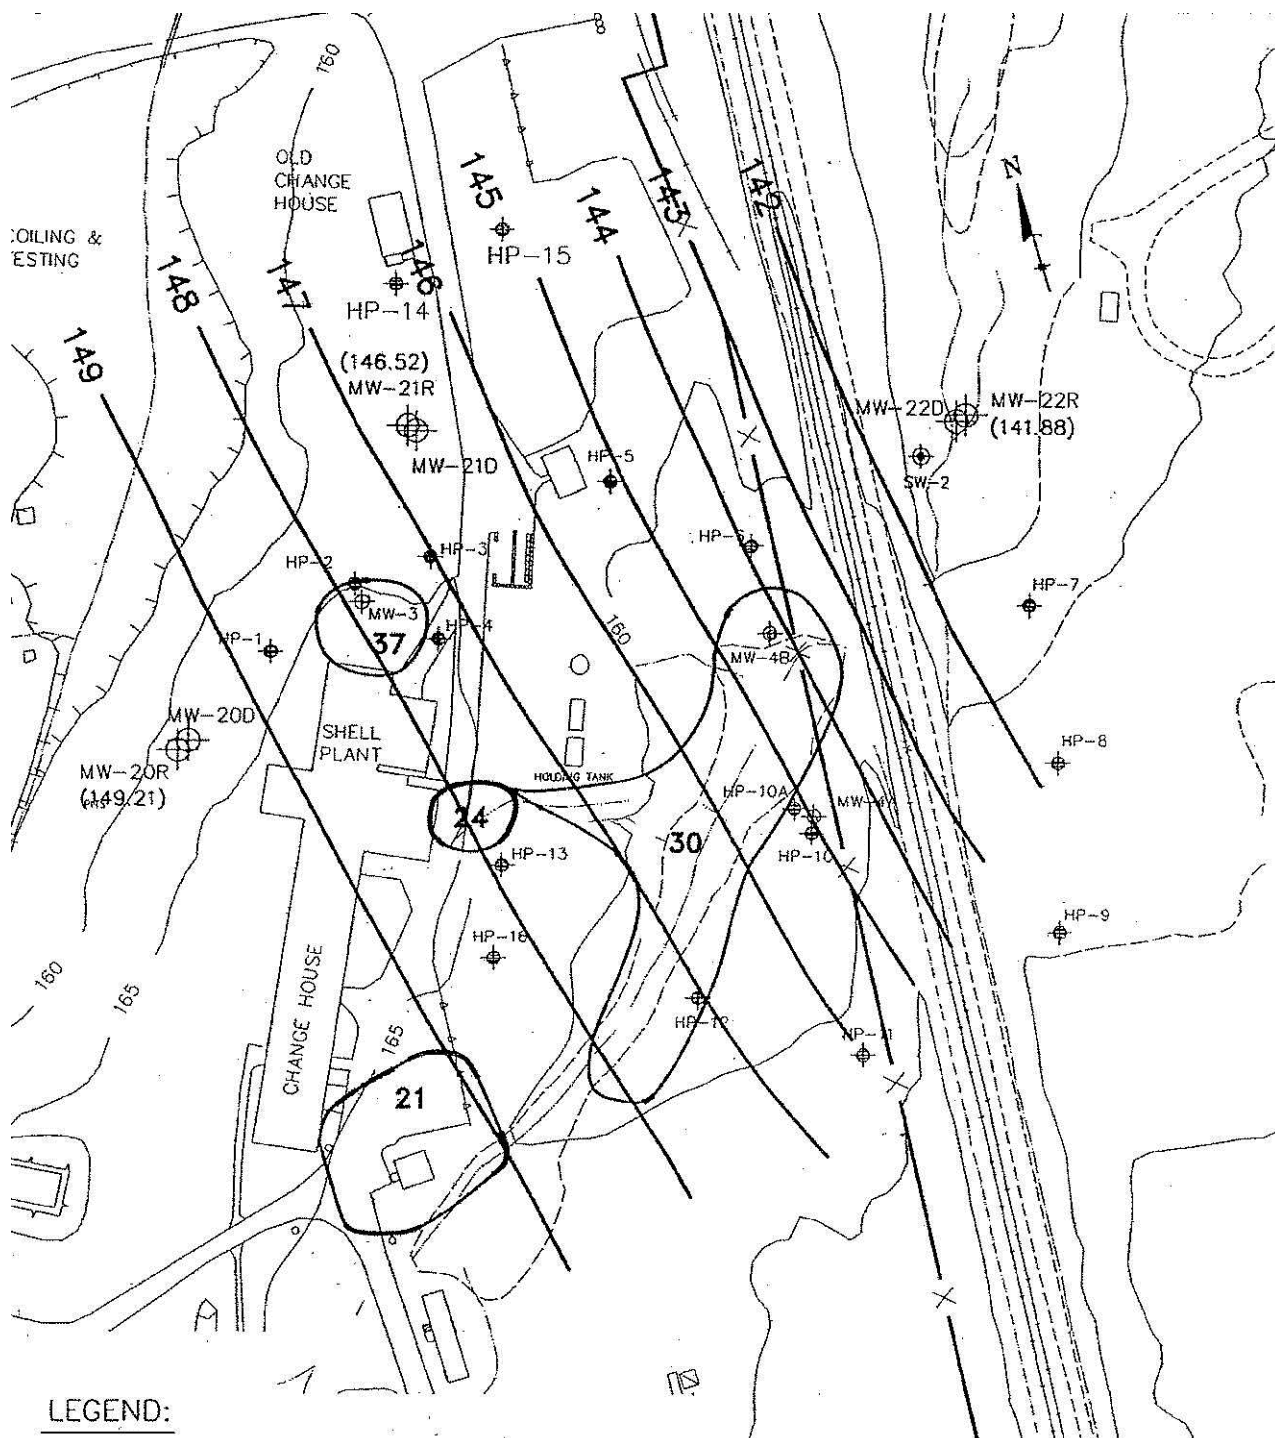 160
OLD
CHANGE
HOUSE
COILING &
TESTING
145
144
143
142
N
HP-15
146
147
148
149
HP-14
(146.52)
MW-21R
MW-21D
MW-22D
MW-22R
(141.88)
SW-2
HP-5
HP-6
HP-3
HP-2
MW-3
37
HP-4
HP-1
160
HP-7
MW-4B
MW-20D
MW-20R
(149.21)
SHELL
PLANT
HOLDING TANK
HP-8
HP-10A
MW-4
HP-10
24
30
HP-13
HP-9
160
165
CHANGE HOUSE
HP-12
HP-11
165
21
LEGEND: